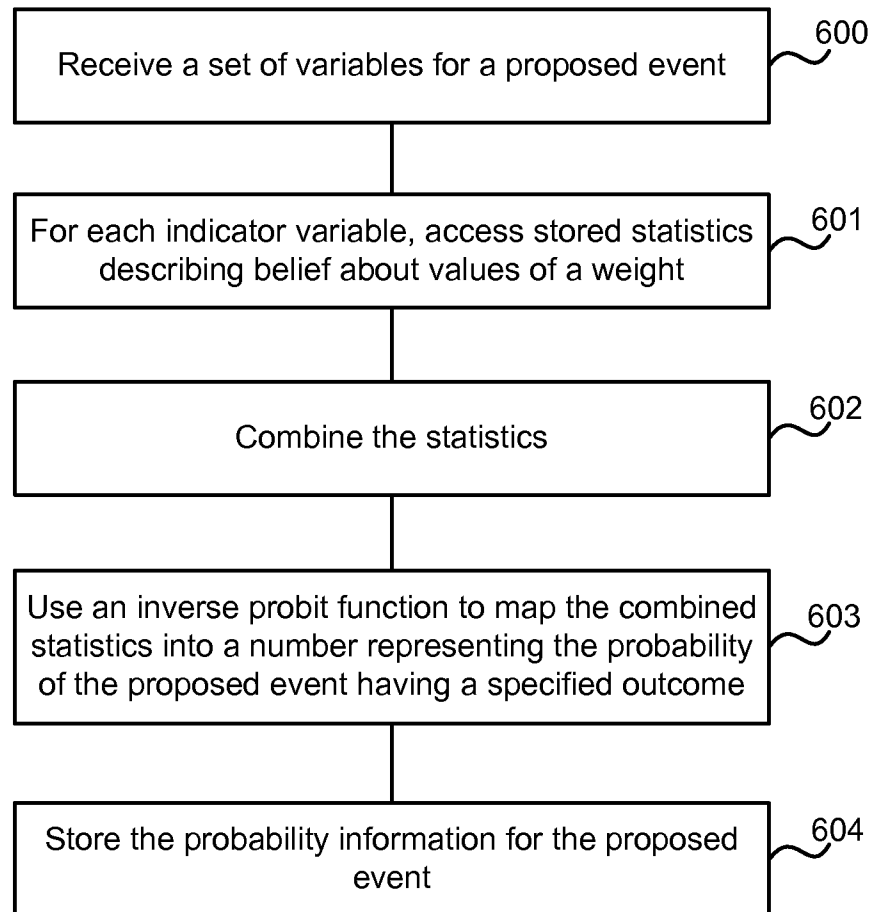 Receive a set of variables for a proposed event
600
For each indicator variable, access stored statistics
describing belief about values of a weight
601
Combine the statistics
602
Use an inverse probit function to map the combined
statistics into a number representing the probability
of the proposed event having a specified outcome
603
Store the probability information for the proposed
event
604